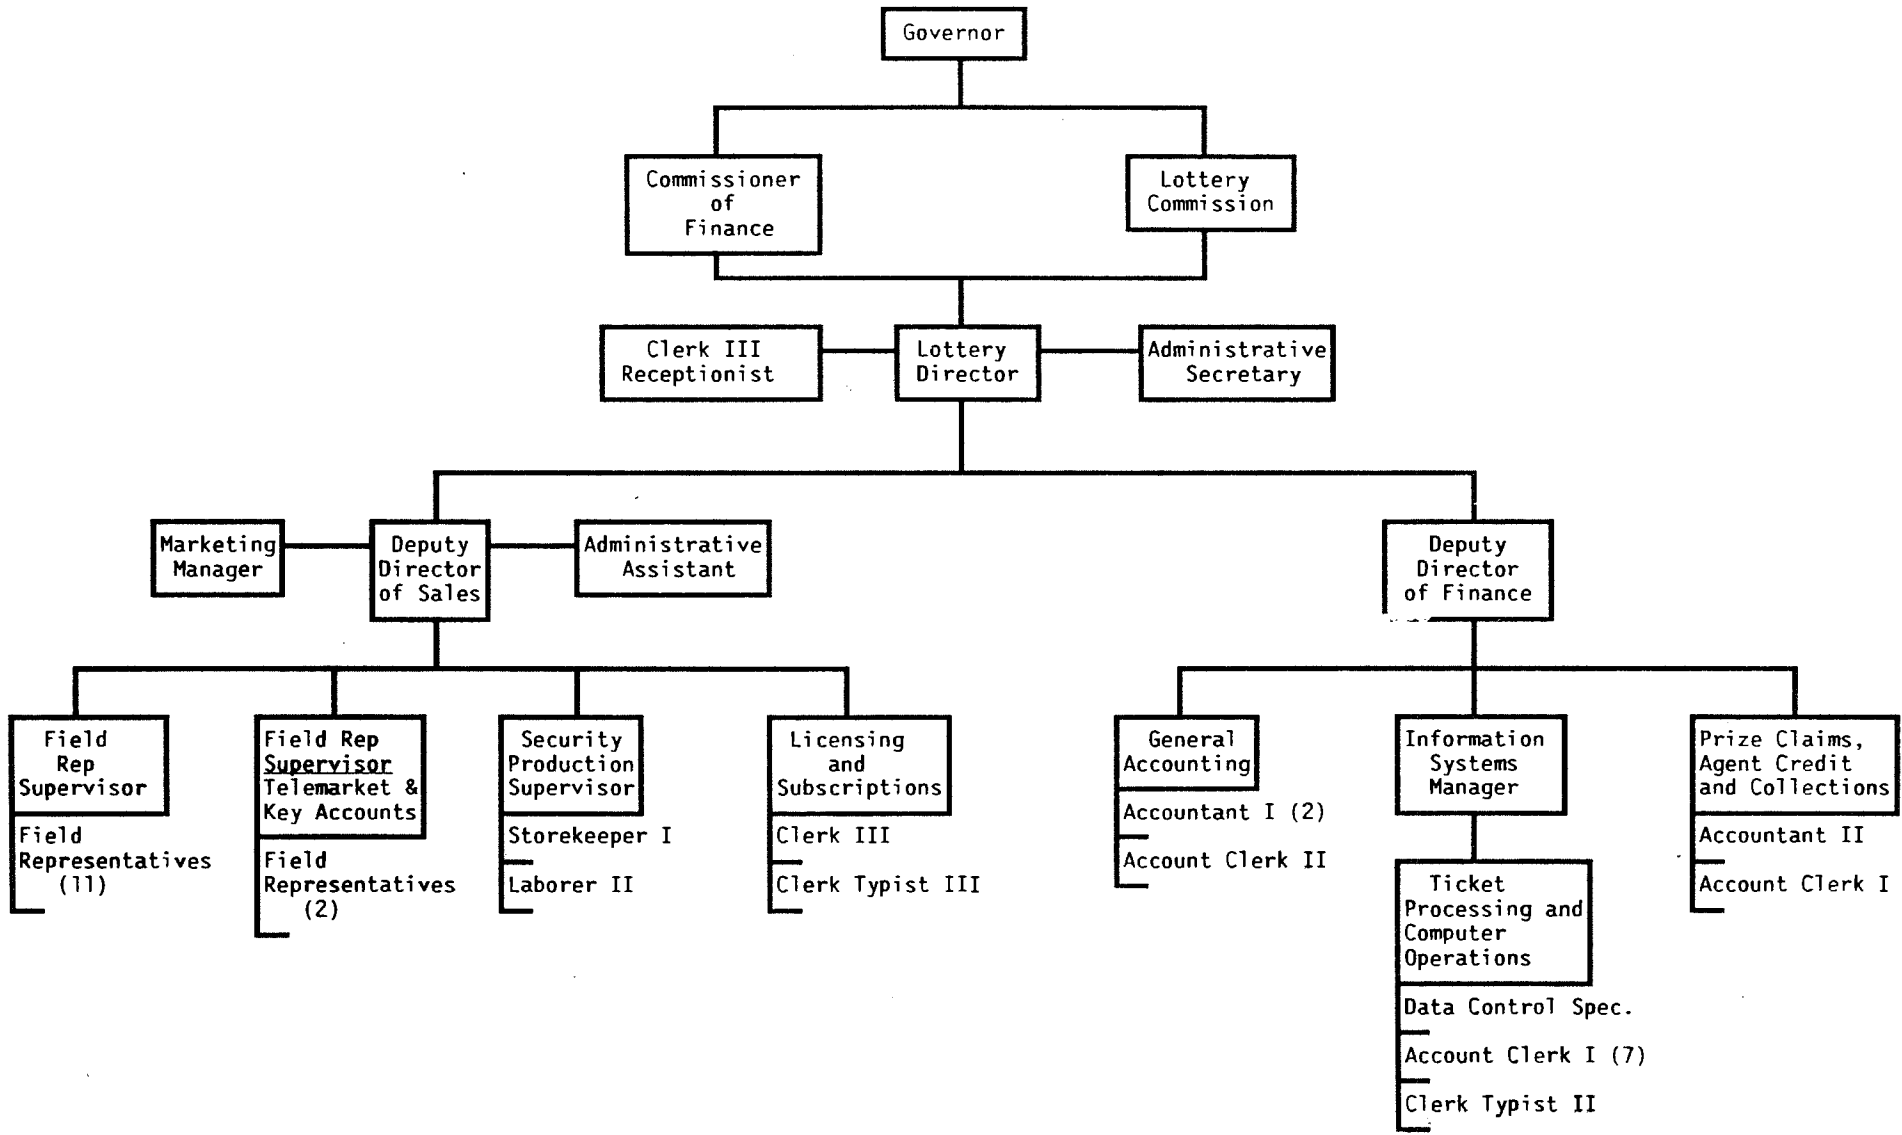 Governor
Commissioner
of
Finance
Lottery
Commission
Clerk III
Receptionist
Lottery
Director
Administrative
Secretary
Marketing
Manager
Deputy
Director
of Sales
Administrative
Assistant
Deputy
Director
of Finance
Field
Rep
Supervisor
Field
Representatives
(11)
Field Rep
Supervisor
Telemarket &
Key Accounts
Field
Representatives
(2)
Security
Production
Supervisor
Storekeeper I
Laborer II
Licensing
and
Subscriptions
Clerk III
Clerk Typist III
General
Accounting
Accountant I (2)
Account Clerk II
Information
Systems
Manager
Ticket
Processing and
Computer
Operations
Data Control Spec.
Account Clerk I (7)
Clerk Typist II
Prize Claims,
Agent Credit
and Collections
Accountant II
Account Clerk I